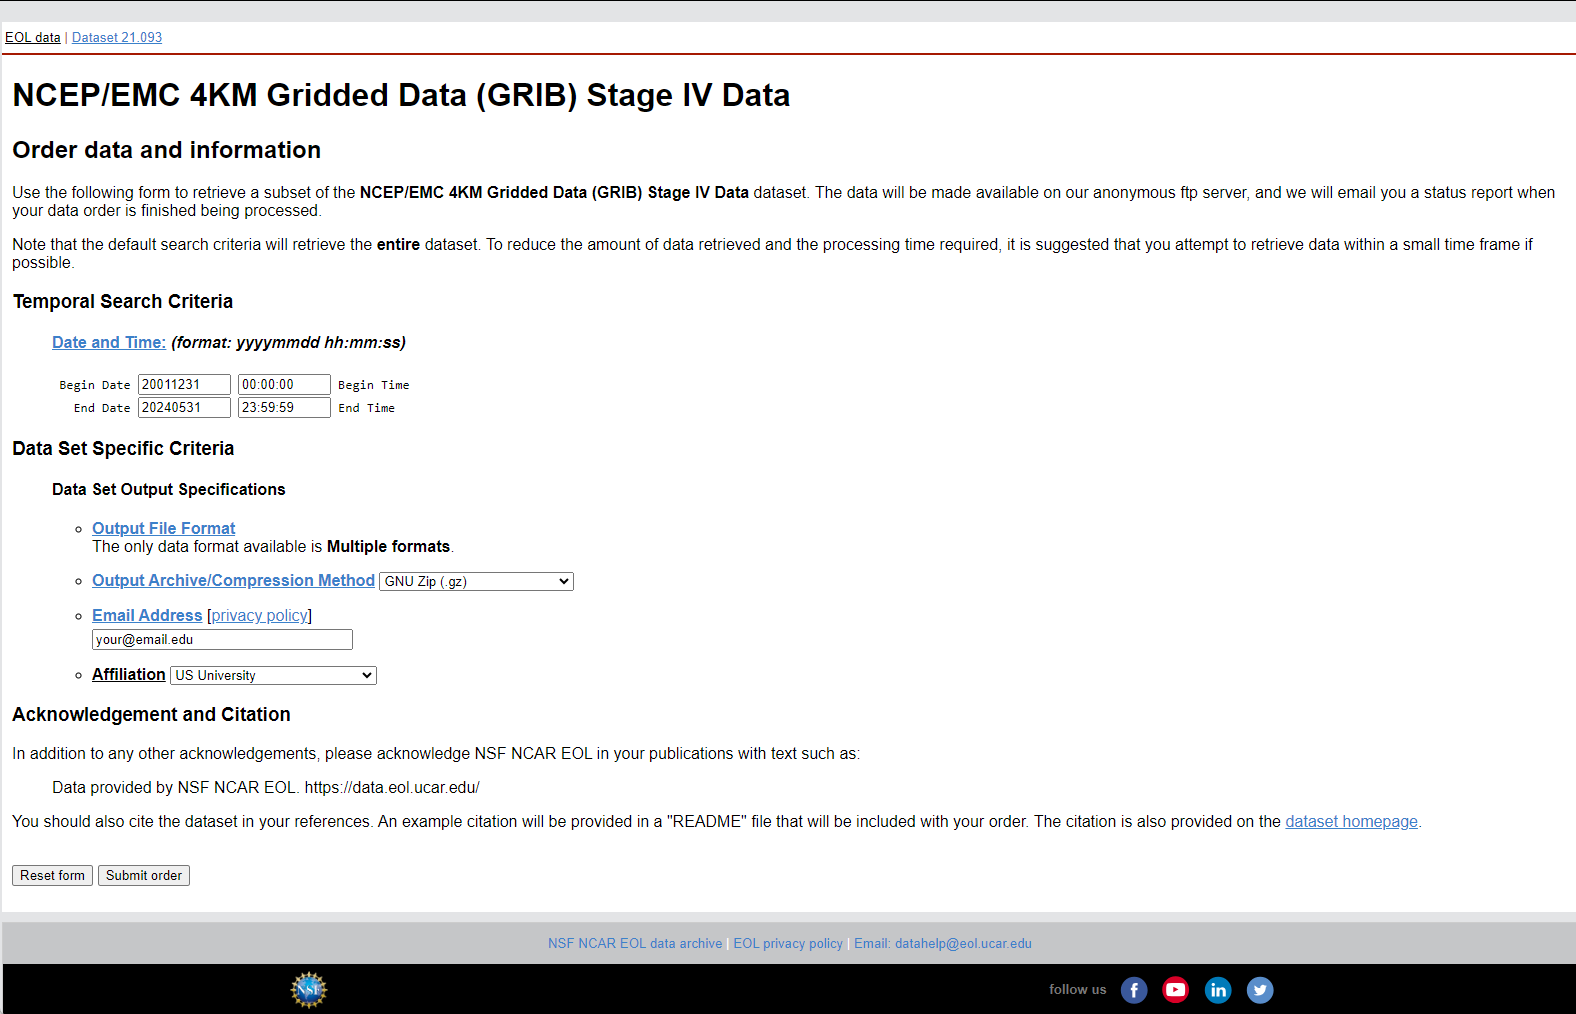 EOL data | Dataset 21.093
NCEP/EMC 4KM Gridded Data (GRIB) Stage IV Data
Order data and information
Use the following form to retrieve a subset of the NCEP/EMC 4KM Gridded Data (GRIB) Stage IV Data dataset. The data will be made available on our anonymous ftp server, and we will email you a status report when
your data order is finished being processed.
Note that the default search criteria will retrieve the entire dataset. To reduce the amount of data retrieved and the processing time required, it is suggested that you attempt to retrieve data within a small time frame if
possible.
Temporal Search Criteria
Date and Time: (format: yyyymmdd hh:mm:ss)
Begin Date 20011231 00:00:00 Begin Time
End Date 20240531 23:59:59 End Time
Data Set Specific Criteria
Data Set Output Specifications
Output File Format
The only data format available is Multiple formats.
Output Archive/Compression Method GNU Zip (.gz)
Email Address [privacy policy]
your@email.edu
Affiliation US University
Acknowledgement and Citation
In addition to any other acknowledgements, please acknowledge NSF NCAR EOL in your publications with text such as:
Data provided by NSF NCAR EOL. https://data.eol.ucar.edu/
You should also cite the dataset in your references. An example citation will be provided in a "README" file that will be included with your order. The citation is also provided on the dataset homepage.
Reset form Submit order
NSF NCAR EOL data archive | EOL privacy policy | Email: datahelp@eol.ucar.edu
NSF follow us f in